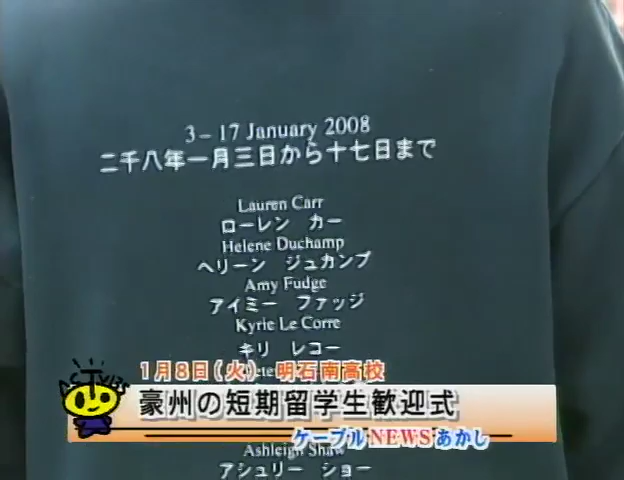 3 – 17 January 2008
二千八年一月三日から十七日まで
Lauren Carr
ローレン　カー
Helene Duchamp
ヘリーン　ジュカンプ
Amy Fudge
アイミー　ファッジ
Kyrie Le Corre
キリ　レコー
1月8日(火)　明石南高校
豪州の短期留学生歓迎式
ケーブルNEWSあかし
Ashleigh Shaw
アシュリー　ショー